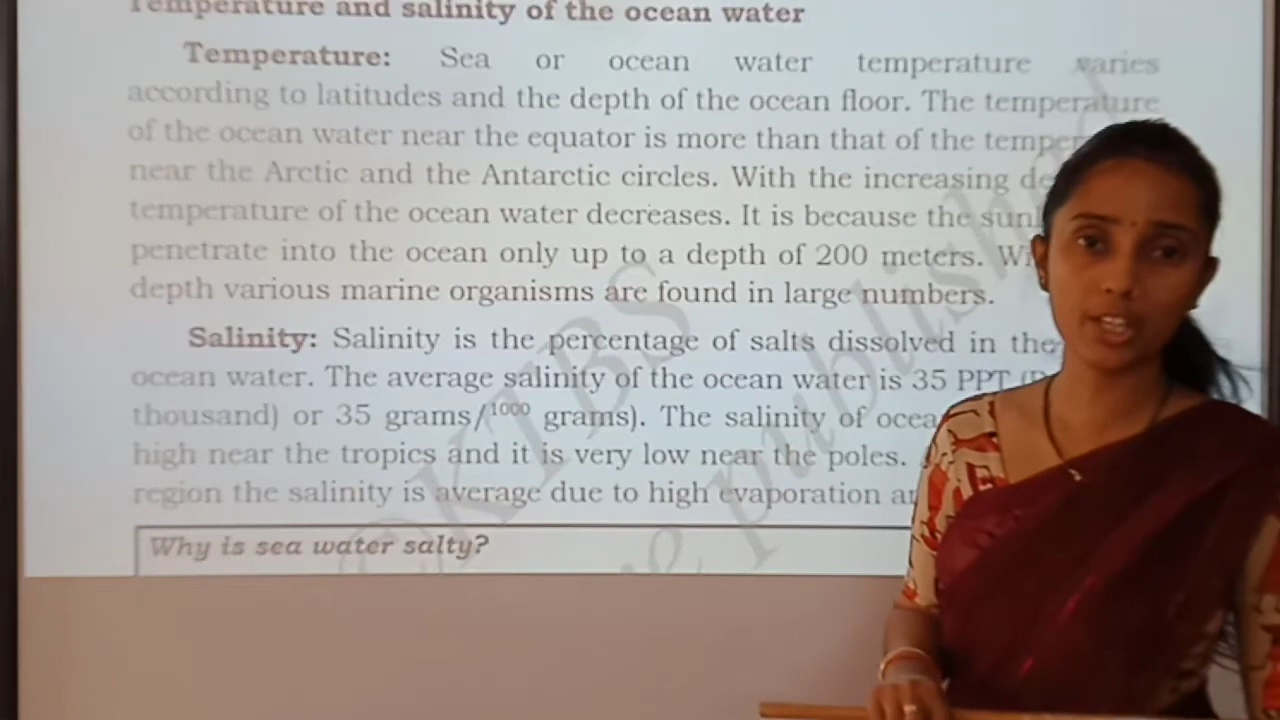 Temperature and salinity of the ocean water
Temperature: Sea or ocean water temperature varies
according to latitudes and the depth of the ocean floor. The temperature
of the ocean water near the equator is more than that of the
near the Arctic and the Antarctic circles. With the increasing
temperature of the ocean water decreases. It is because the
penetrate into the ocean only up to a depth of 200 meters.
depth various marine organisms are found in large numbers.
Salinity: Salinity is the percentage of salts dissolved in the
ocean water. The average salinity of the ocean water is 35 PPT
thousand) or 35 grams/1000 grams). The salinity of
high near the tropics and it is very low near the poles.
region the salinity is average due to high evaporation
Why is sea water salty?
©KTBS
be published